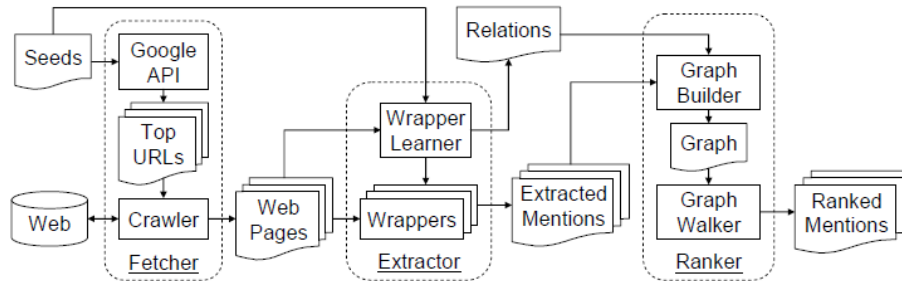 Seeds
Google
API
Top
URLs
Web
Crawler
Fetcher
Web
Pages
Wrapper
Learner
Wrappers
Extractor
Relations
Extracted
Mentions
Graph
Builder
Graph
Graph
Walker
Ranker
Ranked
Mentions